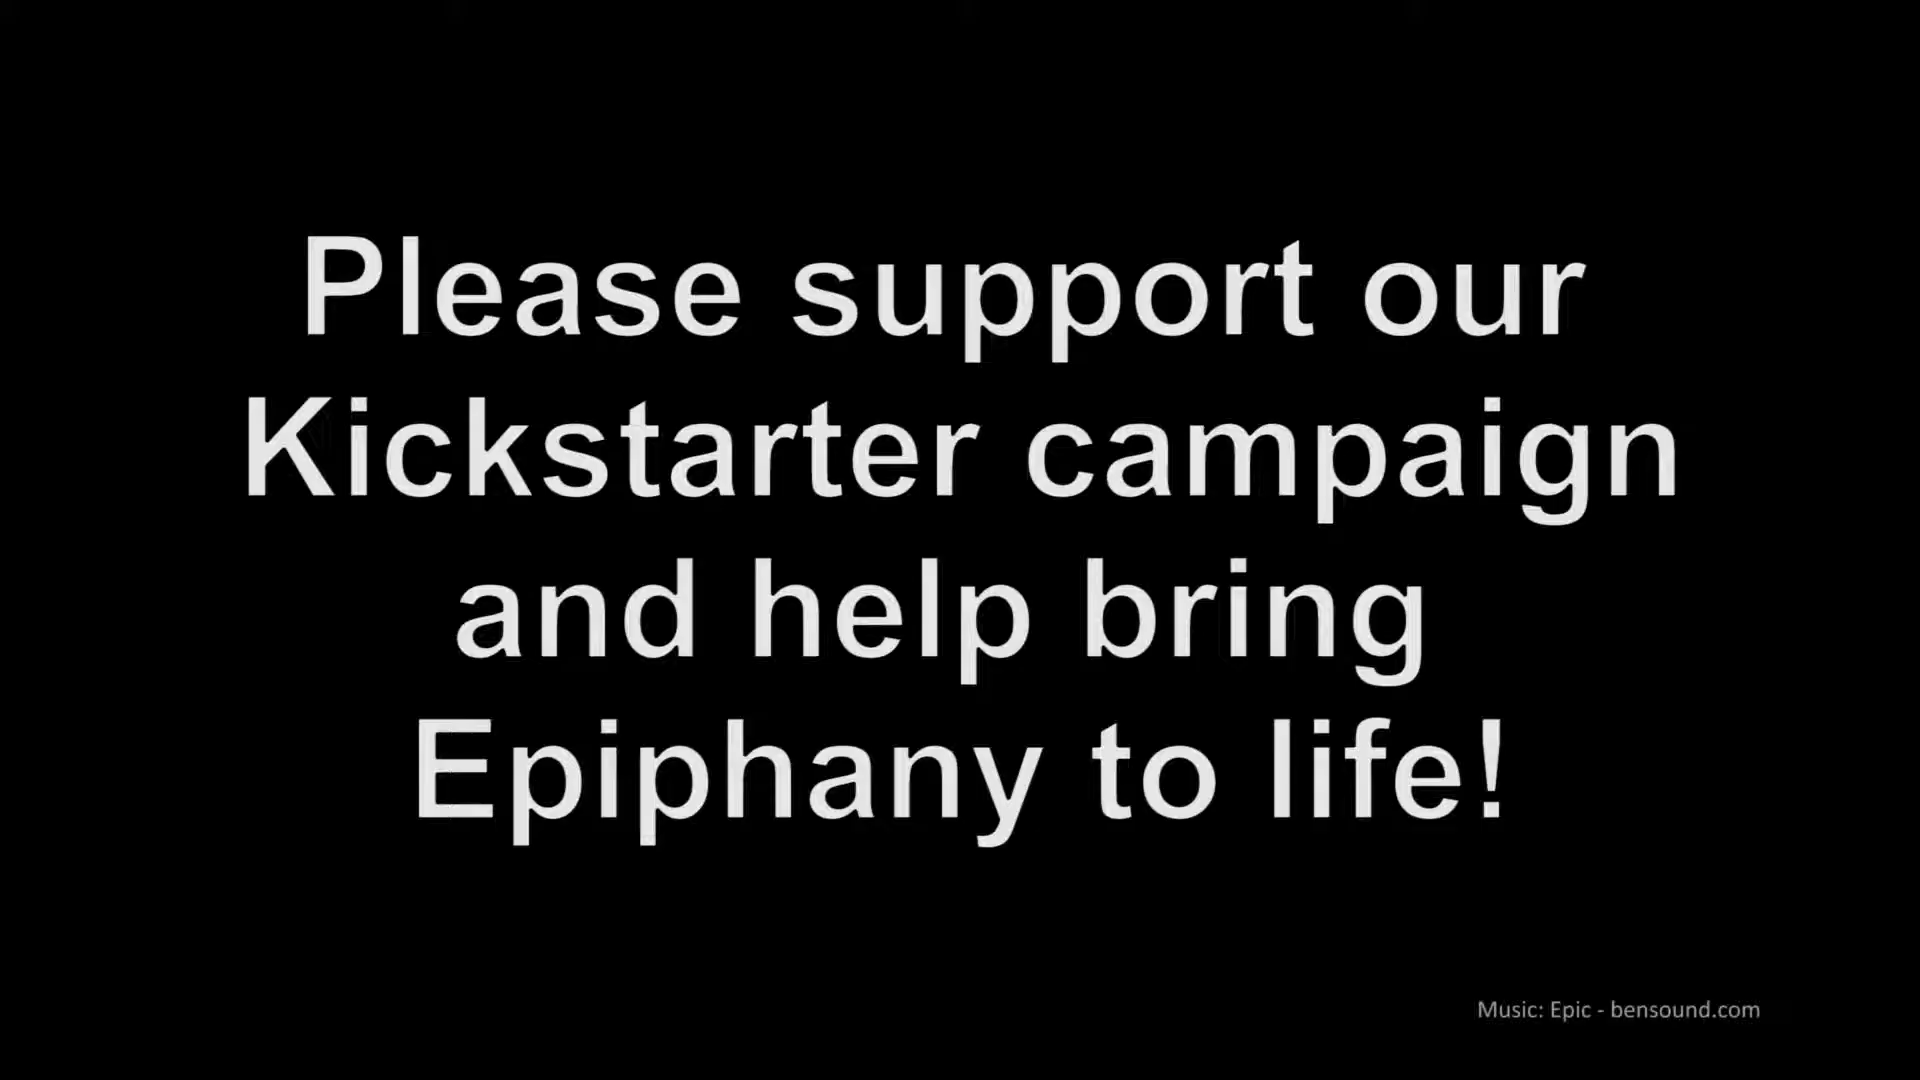 Please support our
Kickstarter campaign
and help bring
Epiphany to life!
Music: Epic - bensound.com